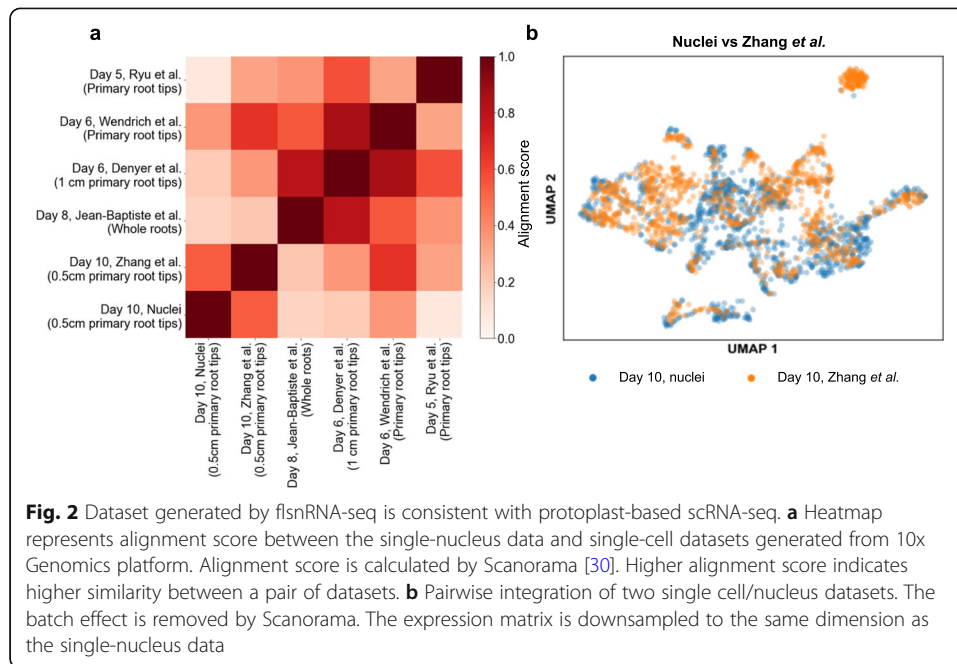 a
Day 5, Ryu et al.
(Primary root tips)
Day 6, Wendrich et al.
(Primary root tips)
Day 6, Denyer et al.
(1 cm primary root tips)
Day 8, Jean-Baptiste et al.
(Whole roots)
Day 10, Zhang et al.
(0.5cm primary root tips)
Day 10, Nuclei
(0.5cm primary root tips)
Day 10, Nuclei
(0.5cm primary root tips)
Day 10, Zhang et al.
(0.5cm primary root tips)
Day 8, Jean-Baptiste et al.
(Whole roots)
Day 6, Denyer et al.
(1 cm primary root tips)
Day 6, Wendrich et al.
(Primary root tips)
Day 5, Ryu et al.
(Primary root tips)
1.0
0.8
0.6
0.4
0.2
0.0
Alignment score
b
Nuclei vs Zhang et al.
UMAP 2
UMAP 1
Day 10, nuclei
Day 10, Zhang et al.
Fig. 2 Dataset generated by flsnRNA-seq is consistent with protoplast-based scRNA-seq. a Heatmap
represents alignment score between the single-nucleus data and single-cell datasets generated from 10x
Genomics platform. Alignment score is calculated by Scanorama [30]. Higher alignment score indicates
higher similarity between a pair of datasets. b Pairwise integration of two single cell/nucleus datasets. The
batch effect is removed by Scanorama. The expression matrix is downsampled to the same dimension as
the single-nucleus data